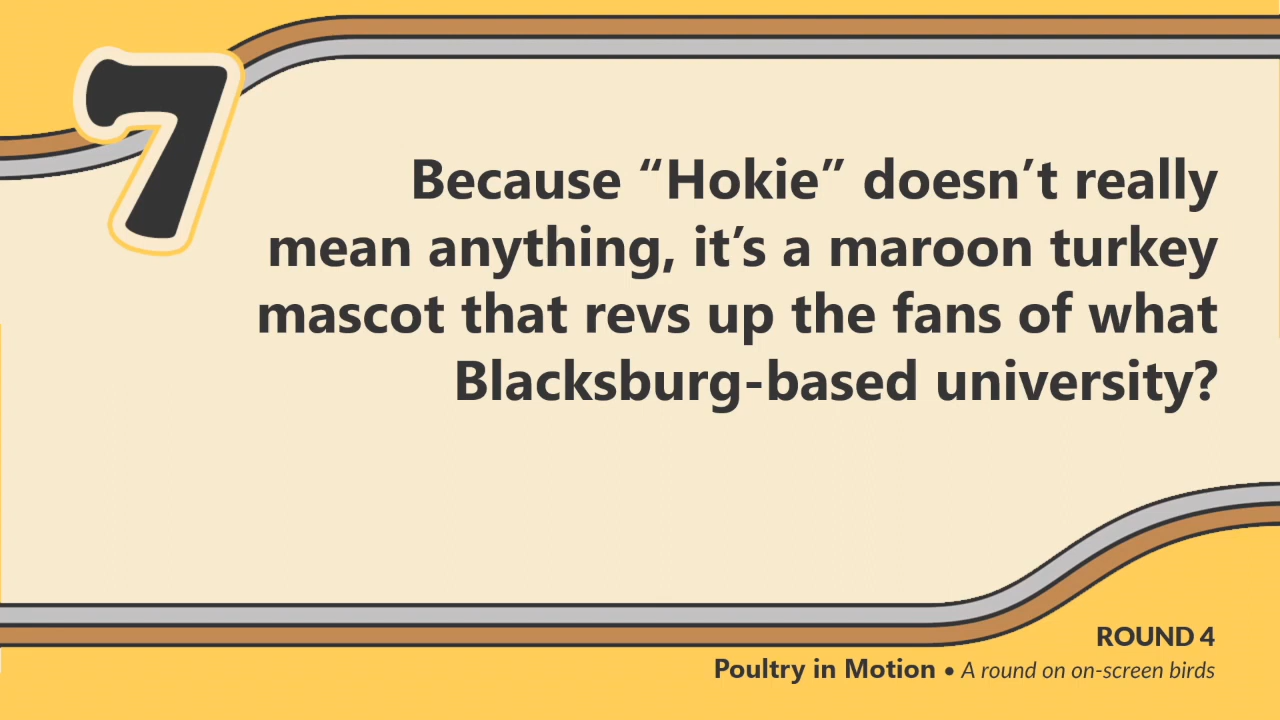 7
Because “Hokie” doesn’t really
mean anything, it’s a maroon turkey
mascot that revs up the fans of what
Blacksburg-based university?
ROUND 4
Poultry in Motion • A round on on-screen birds